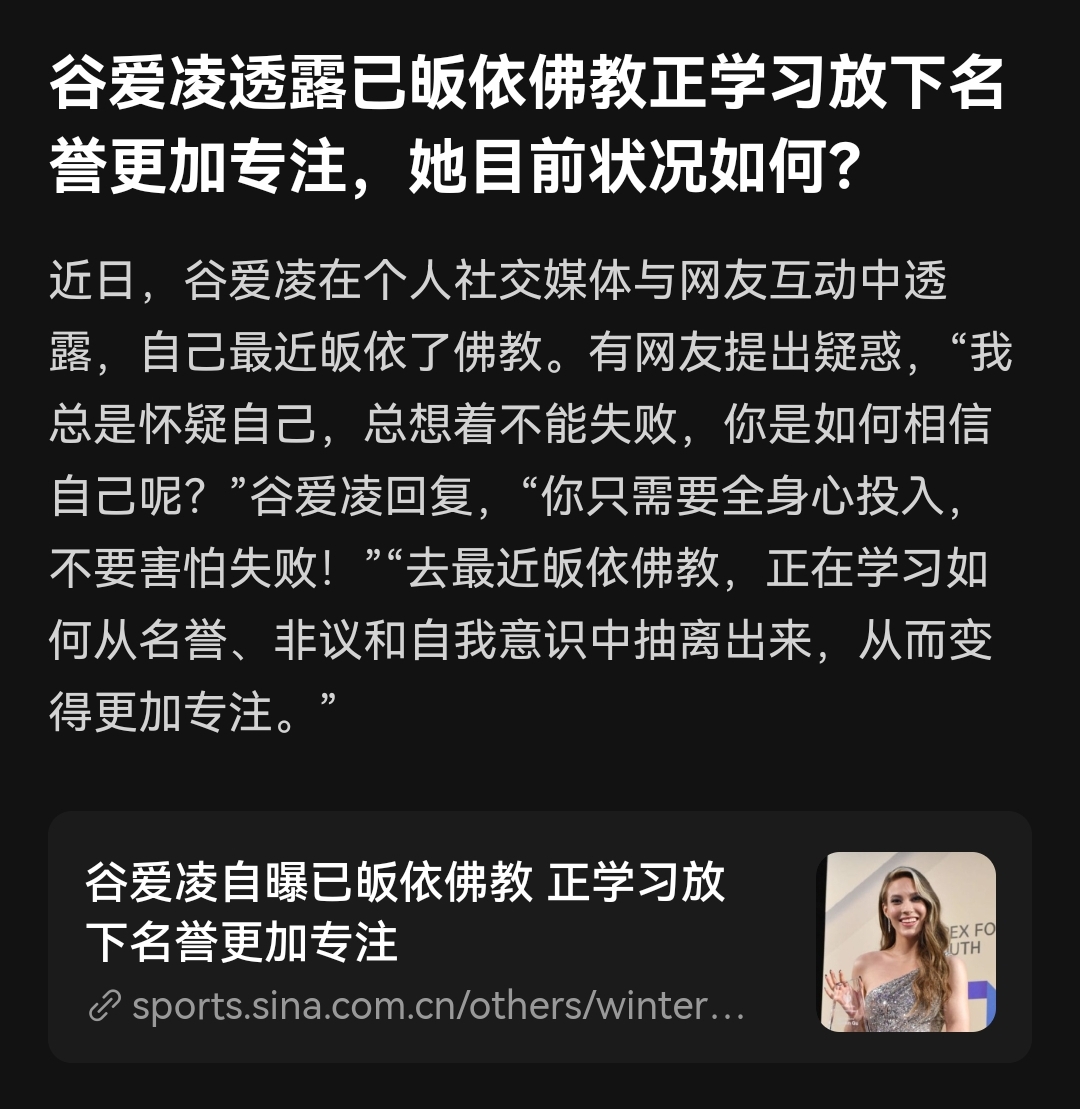 谷爱凌透露已皈依佛教正学习放下名
誉更加专注，她目前状况如何？
近日，谷爱凌在个人社交媒体与网友互动中透
露，自己最近皈依了佛教。有网友提出疑惑，“我
总是怀疑自己，总想着不能失败，你是如何相信
自己呢？”谷爱凌回复，“你只需要全身心投入，
不要害怕失败！”“去最近皈依佛教，正在学习如
何从名誉、非议和自我意识中抽离出来，从而变
得更加专注。”
谷爱凌自曝已皈依佛教 正学习放
下名誉更加专注
sports.sina.com.cn/others/winter...
EX FO
UTH